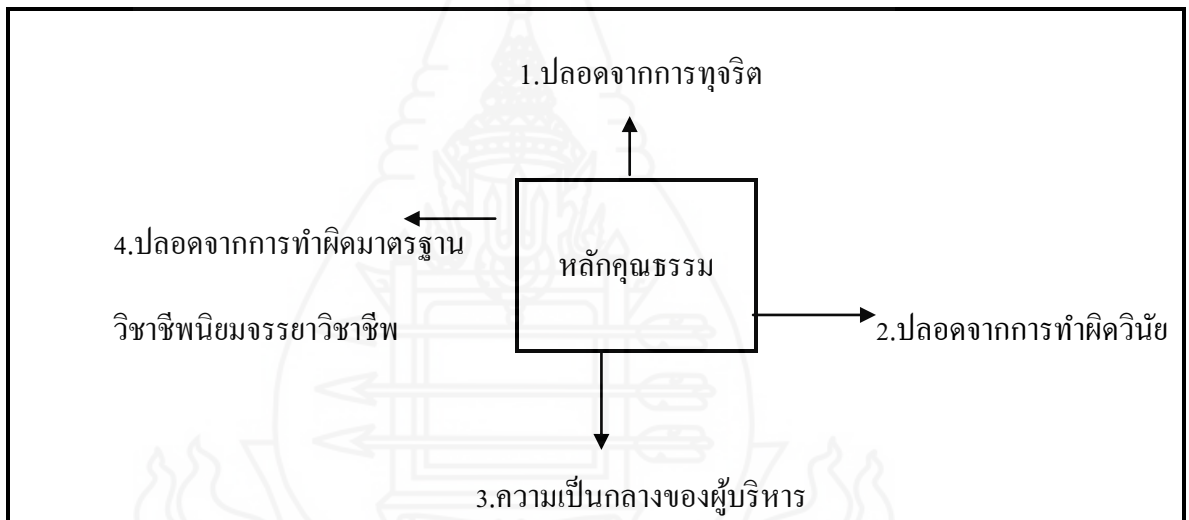 1.ปลอดจากการทุจริต
4.ปลอดจากการทำผิดมาตรฐาน
วิชาชีพนิยมจรรยาวิชาชีพ
หลักคุณธรรม
2.ปลอดจากการทำผิดวินัย
3.ความเป็นกลางของผู้บริหาร